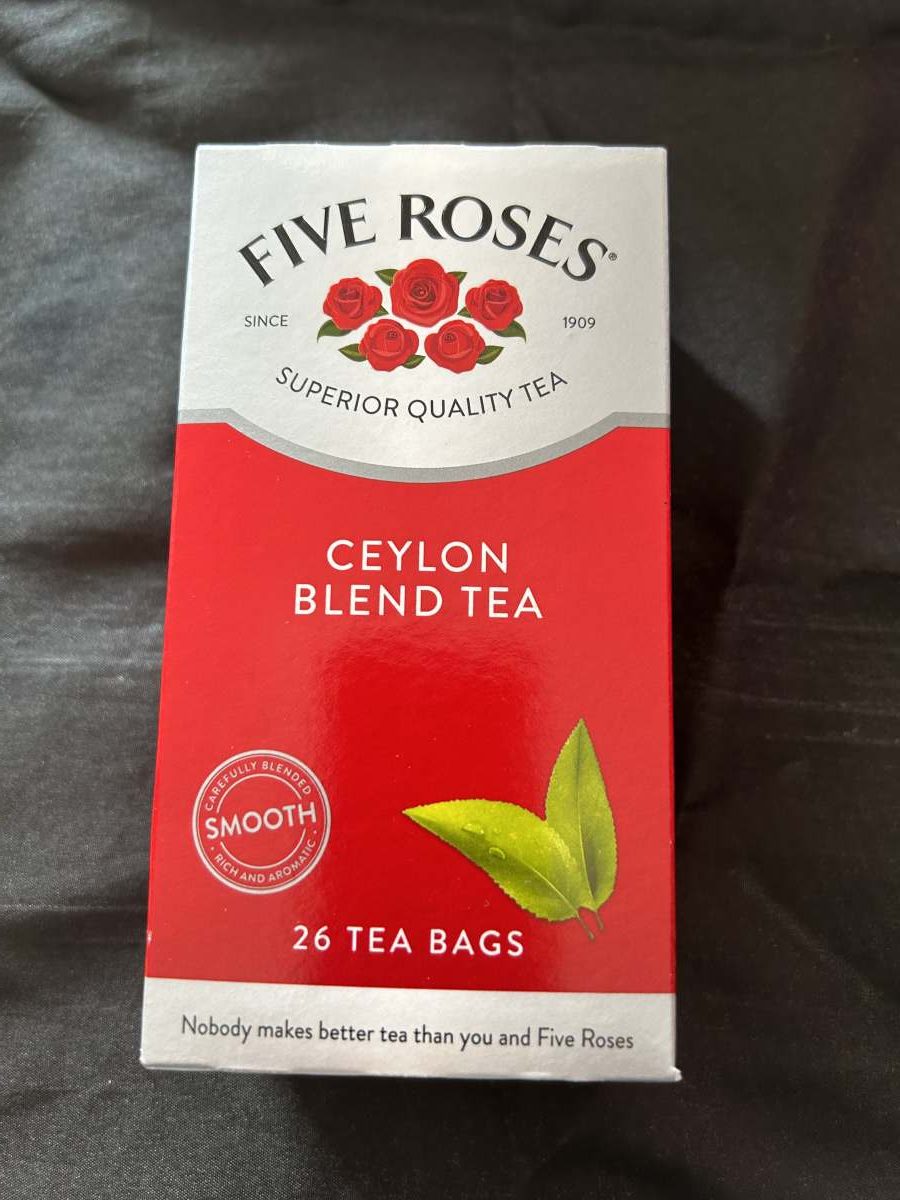 FIVE ROSES®
SINCE 1909
SUPERIOR QUALITY TEA
CEYLON
BLEND TEA
CAREFULLY BLENDED
SMOOTH
· RICH AND AROMATIC ·
26 TEA BAGS
Nobody makes better tea than you and Five Roses